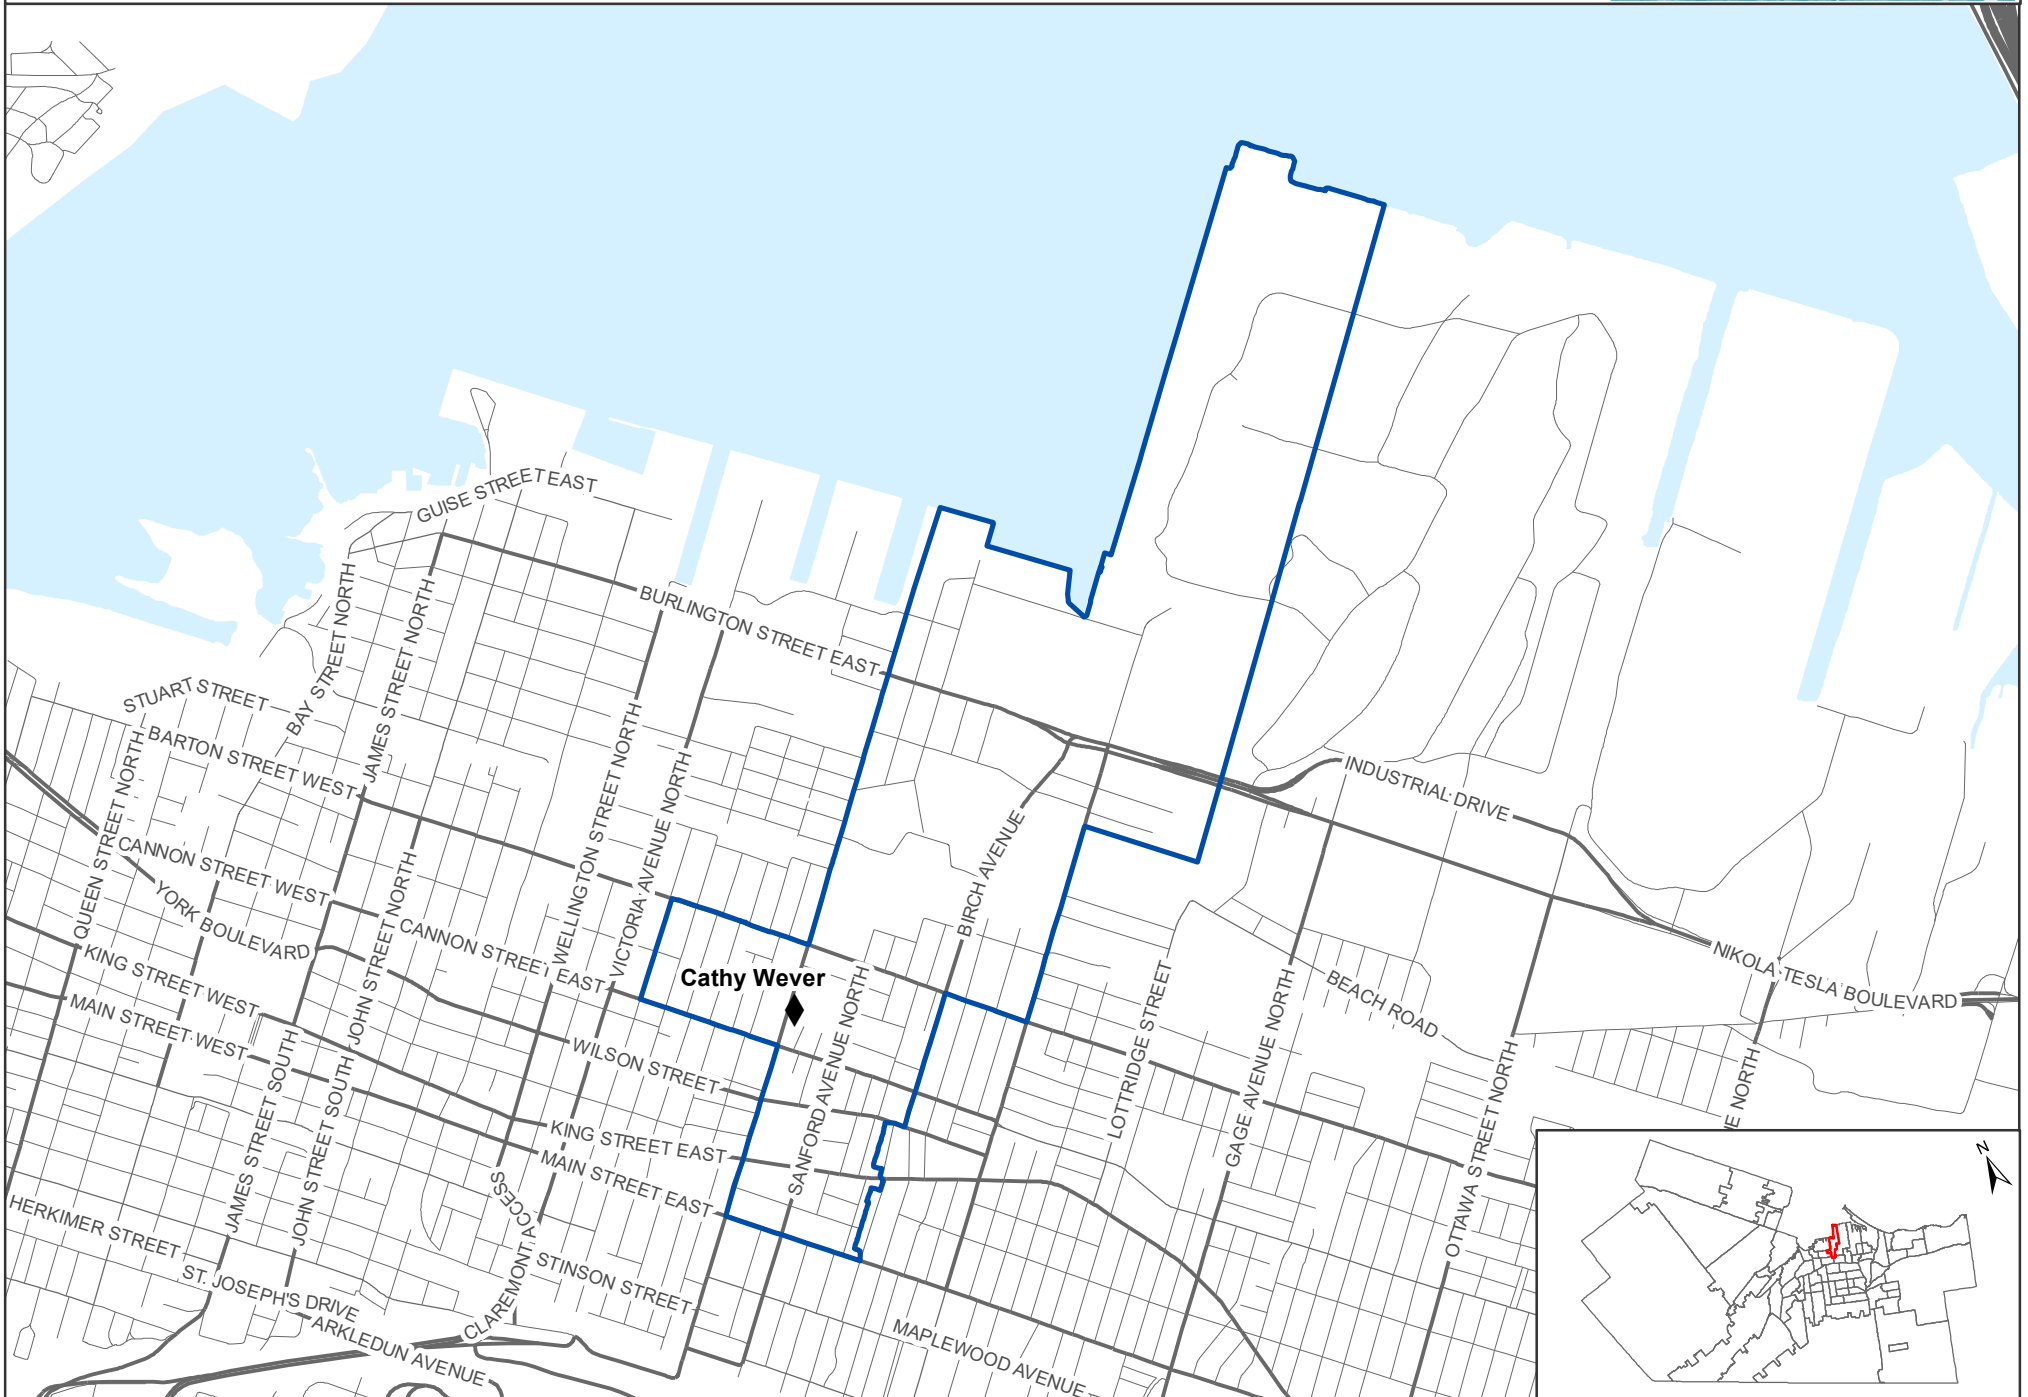 GUISE STREET EAST
BURLINGTON STREET EAST
BAY STREET NORTH
JAMES STREET NORTH
STUART STREET
BARTON STREET WEST
QUEEN STREET NORTH
CANNON STREET WEST
YORK BOULEVARD
JOHN STREET NORTH
WELLINGTON STREET NORTH
VICTORIA AVENUE NORTH
CANNON STREET EAST
KING STREET WEST
MAIN STREET WEST
INDUSTRIAL DRIVE
BIRCH AVENUE
Cathy Wever
SANFORD AVENUE NORTH
LOTTRIDGE STREET
GAGE AVENUE NORTH
BEACH ROAD
NIKOLA TESLA BOULEVARD
WILSON STREET
KING STREET EAST
MAIN STREET EAST
JAMES STREET SOUTH
JOHN STREET SOUTH
OTTAWA STREET NORTH
NORTH
HERKIMER STREET
ST. JOSEPH'S DRIVE
ARKLEDUN AVENUE
CLAREMONT ACCESS
STINSON STREET
MAPLEWOOD AVENUE
N